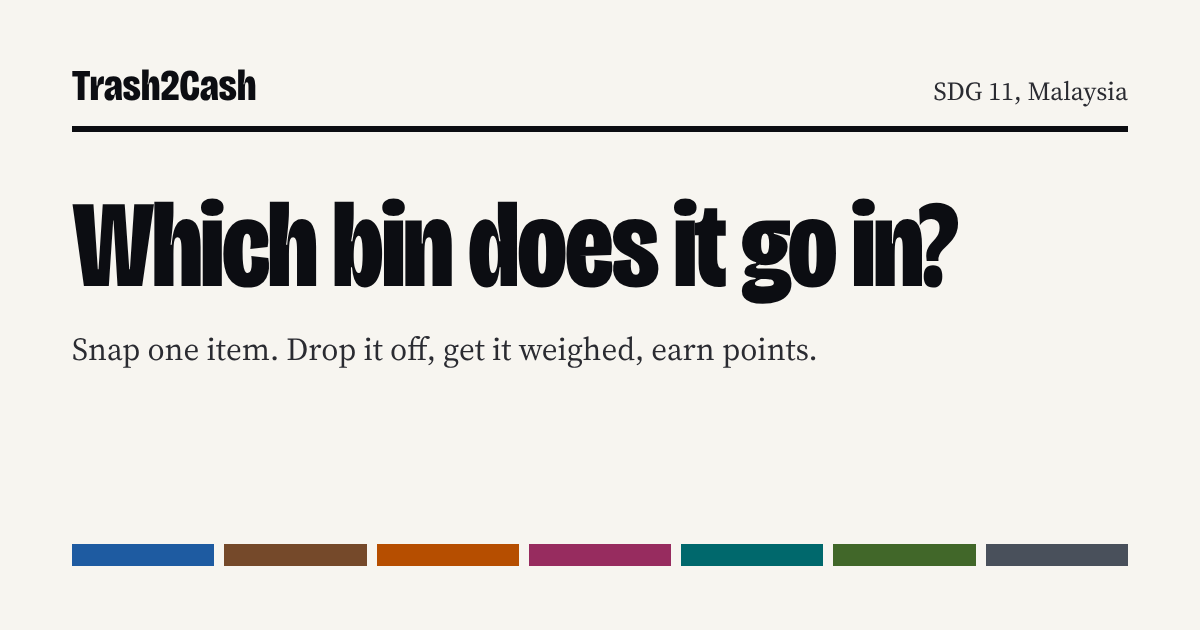 Trash2Cash
SDG 11, Malaysia
Which bin does it go in?
Snap one item. Drop it off, get it weighed, earn points.